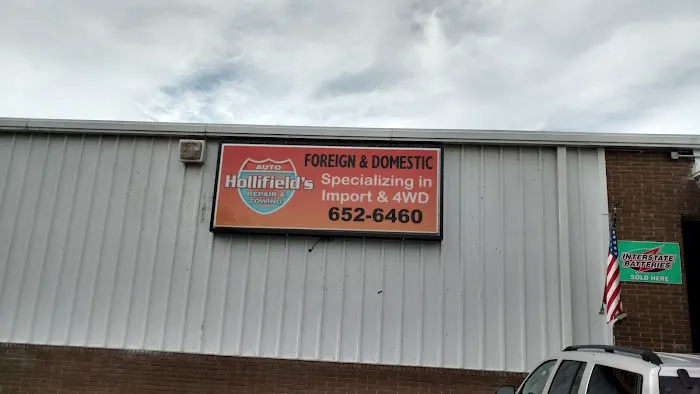 AUTO
Hollifield's
REPAIR &
TOWING
FOREIGN & DOMESTIC
Specializing in
Import & 4WD
652-6460
INTERSTATE
BATTERIES
SOLD HERE